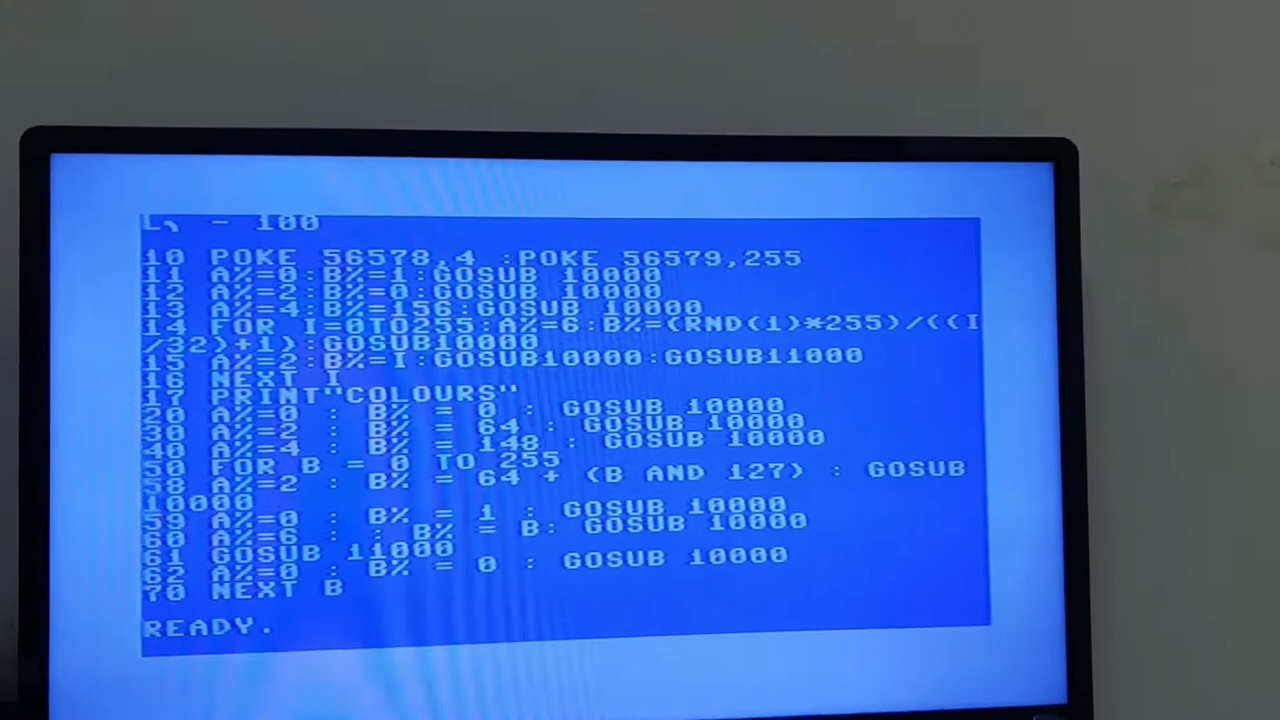 L, - 100
10 POKE 56578,4 :POKE 56579,255
11 A%=0:B%=1:GOSUB 10000
12 A%=2:B%=0:GOSUB 10000
13 A%=4:B%=156:GOSUB 10000
14 FOR I=0TO255:A%=6:B%=(RND(1)*255)/((I
/32)+1):GOSUB10000
15 A%=2:B%=I:GOSUB10000:GOSUB11000
16 NEXT I
17 PRINT"COLOURS"
20 A%=0 : B% = 0 : GOSUB 10000
30 A%=2 : B% = 64 : GOSUB 10000
40 A%=4 : B% = 148 : GOSUB 10000
50 FOR B = 0 TO 255
58 A%=2 : B% = 64 + (B AND 127) : GOSUB
10000
59 A%=0 : B% = 1 : GOSUB 10000
60 A%=6 : : B% = B: GOSUB 10000
61 GOSUB 11000
62 A%=0 : B% = 0 : GOSUB 10000
70 NEXT B
READY.